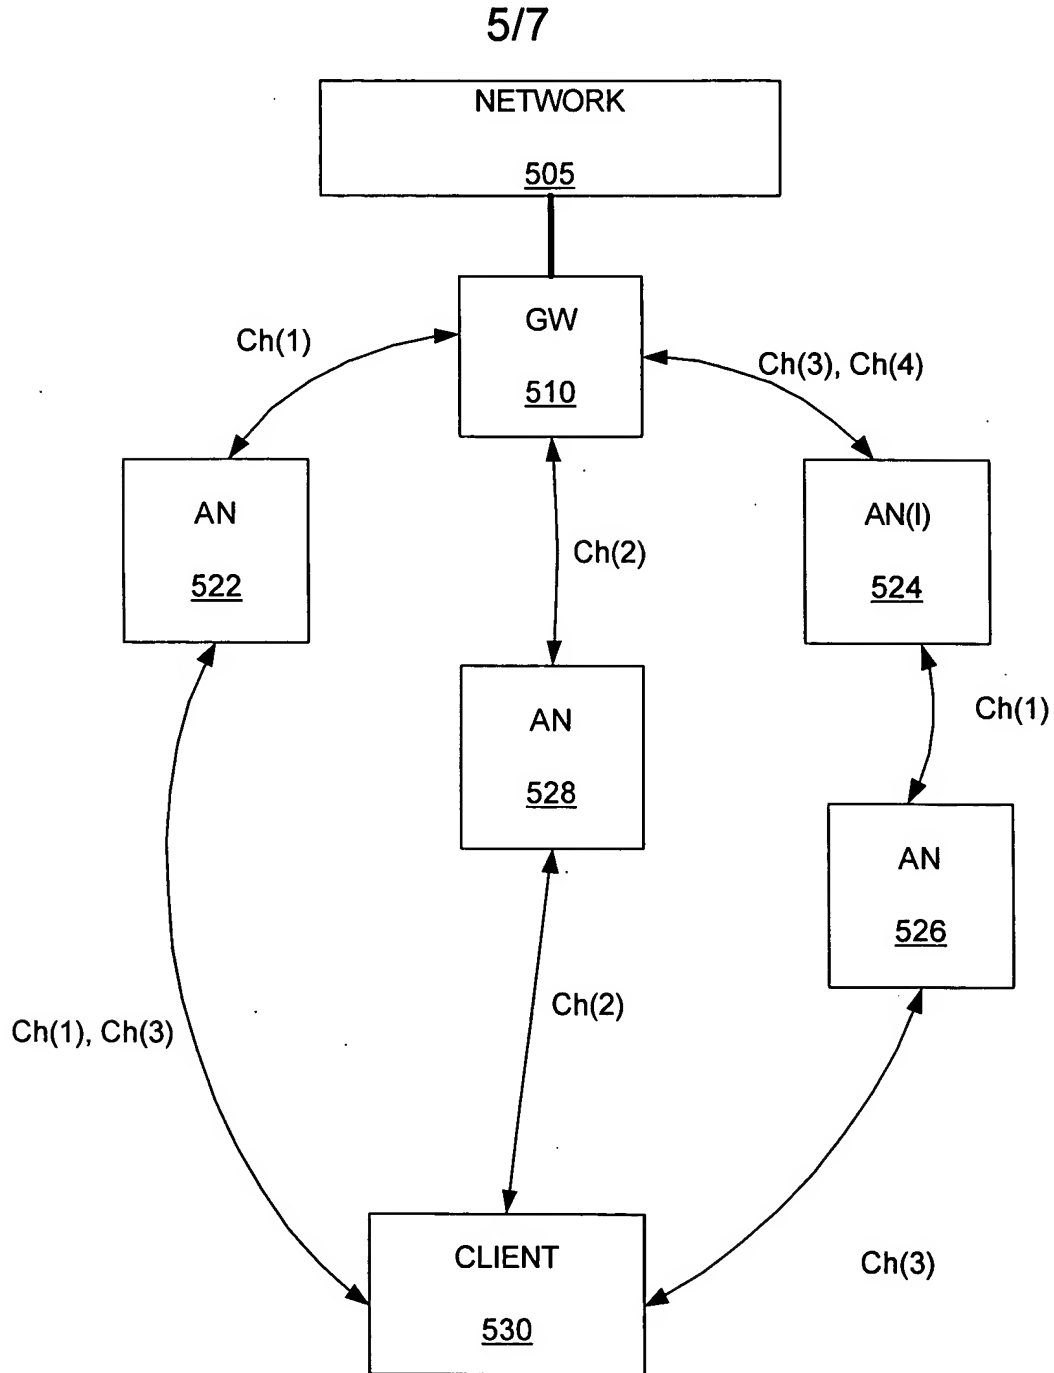 5/7
NETWORK
505
GW
510
Ch(1)
Ch(3), Ch(4)
AN
522
Ch(2)
AN(I)
524
AN
528
Ch(1)
AN
526
Ch(1), Ch(3)
Ch(2)
CLIENT
530
Ch(3)